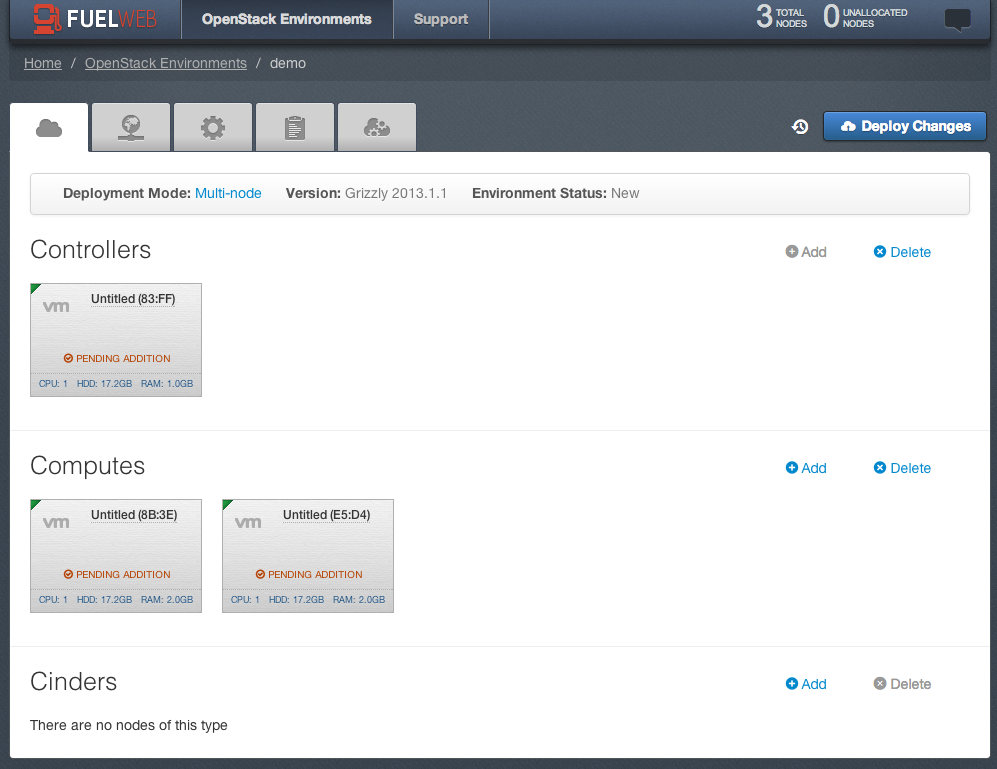 FUELWEB OpenStack Environments Support 3 TOTAL NODES 0 UNALLOCATED NODES
Home / OpenStack Environments / demo
Deploy Changes
Deployment Mode: Multi-node Version: Grizzly 2013.1.1 Environment Status: New
Controllers Add Delete
vm Untitled (83:FF)
PENDING ADDITION
CPU: 1 HDD: 17.2GB RAM: 1.0GB
Computes Add Delete
vm Untitled (8B:3E) vm Untitled (E5:D4)
PENDING ADDITION PENDING ADDITION
CPU: 1 HDD: 17.2GB RAM: 2.0GB CPU: 1 HDD: 17.2GB RAM: 2.0GB
Cinders Add Delete
There are no nodes of this type